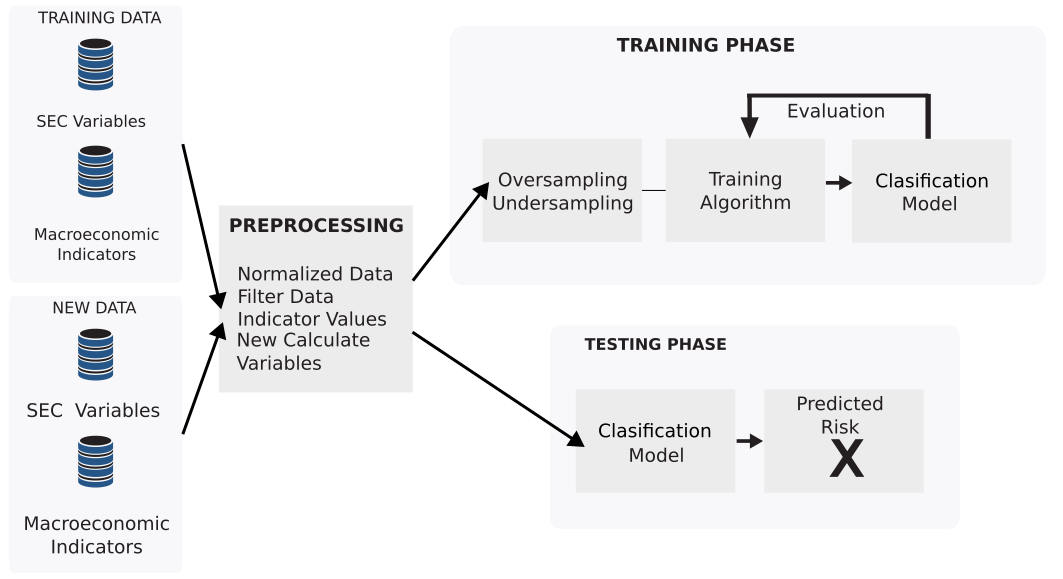 TRAINING DATA
SEC Variables
Macroeconomic
Indicators
NEW DATA
SEC  Variables
Macroeconomic
Indicators
PREPROCESSING
Normalized Data
Filter Data
Indicator Values
New Calculate
Variables
TRAINING PHASE
Evaluation
Oversampling
Undersampling
Training
Algorithm
Clasification
Model
TESTING PHASE
Clasification
Model
Predicted
Risk
X